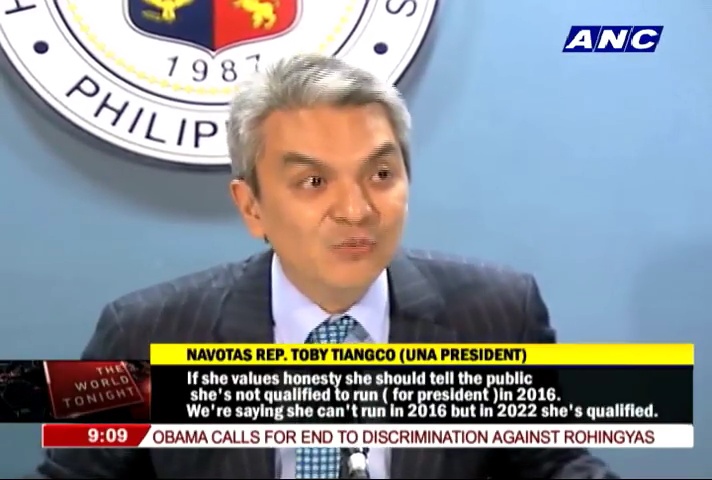 1987
PHILIP
ANC
NAVOTAS REP. TOBY TIANGCO (UNA PRESIDENT)
If she values honesty she should tell the public
she's not qualified to run ( for president )in 2016.
We're saying she can't run in 2016 but in 2022 she's qualified.
THE
WORLD
TONIGHT
9:09 OBAMA CALLS FOR END TO DISCRIMINATION AGAINST ROHINGYAS